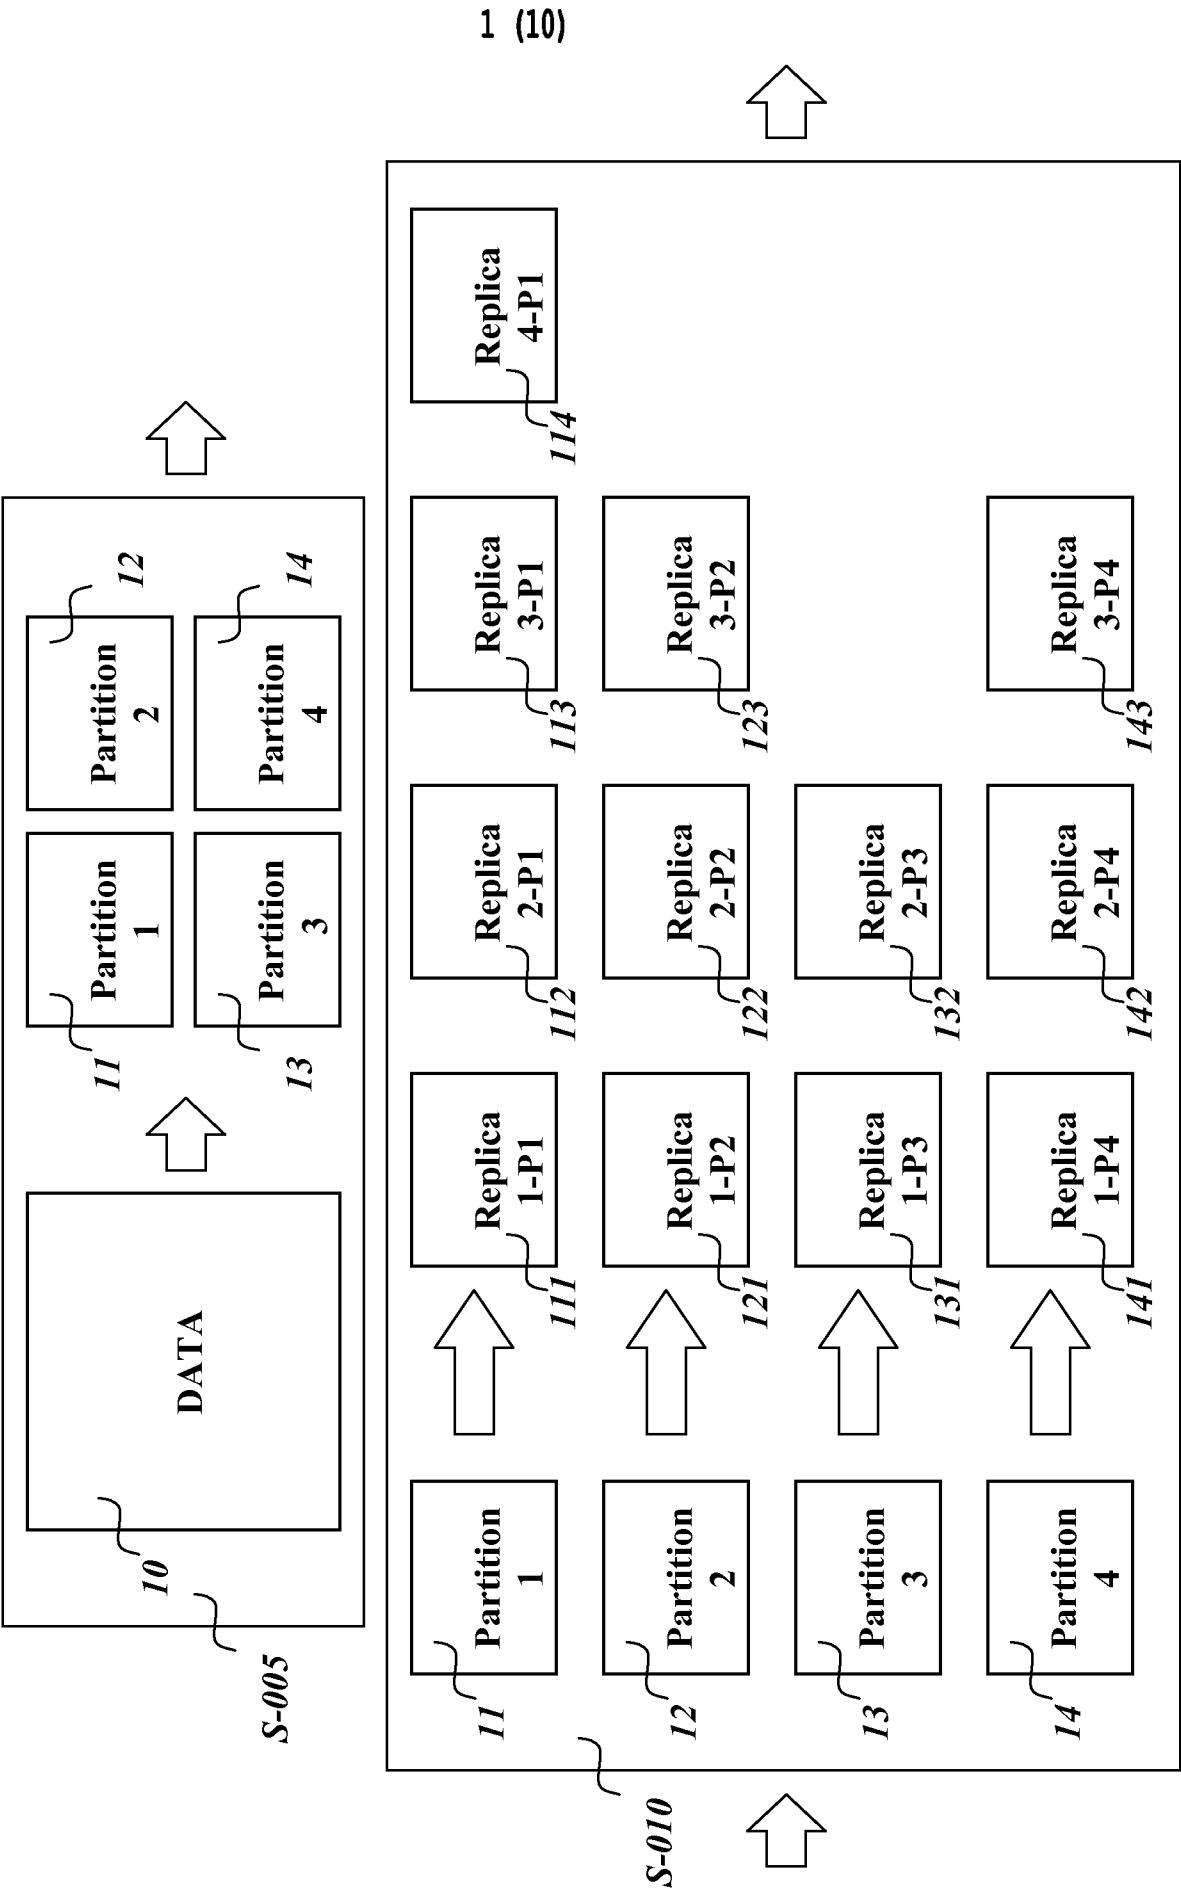 1 (10)
S-005
10
DATA
11
Partition
1
12
Partition
2
13
Partition
3
14
Partition
4
S-010
11
Partition
1
111
Replica
1-P1
112
Replica
2-P1
113
Replica
3-P1
114
Replica
4-P1
12
Partition
2
121
Replica
1-P2
122
Replica
2-P2
123
Replica
3-P2
13
Partition
3
131
Replica
1-P3
132
Replica
2-P3
14
Partition
4
141
Replica
1-P4
142
Replica
2-P4
143
Replica
3-P4